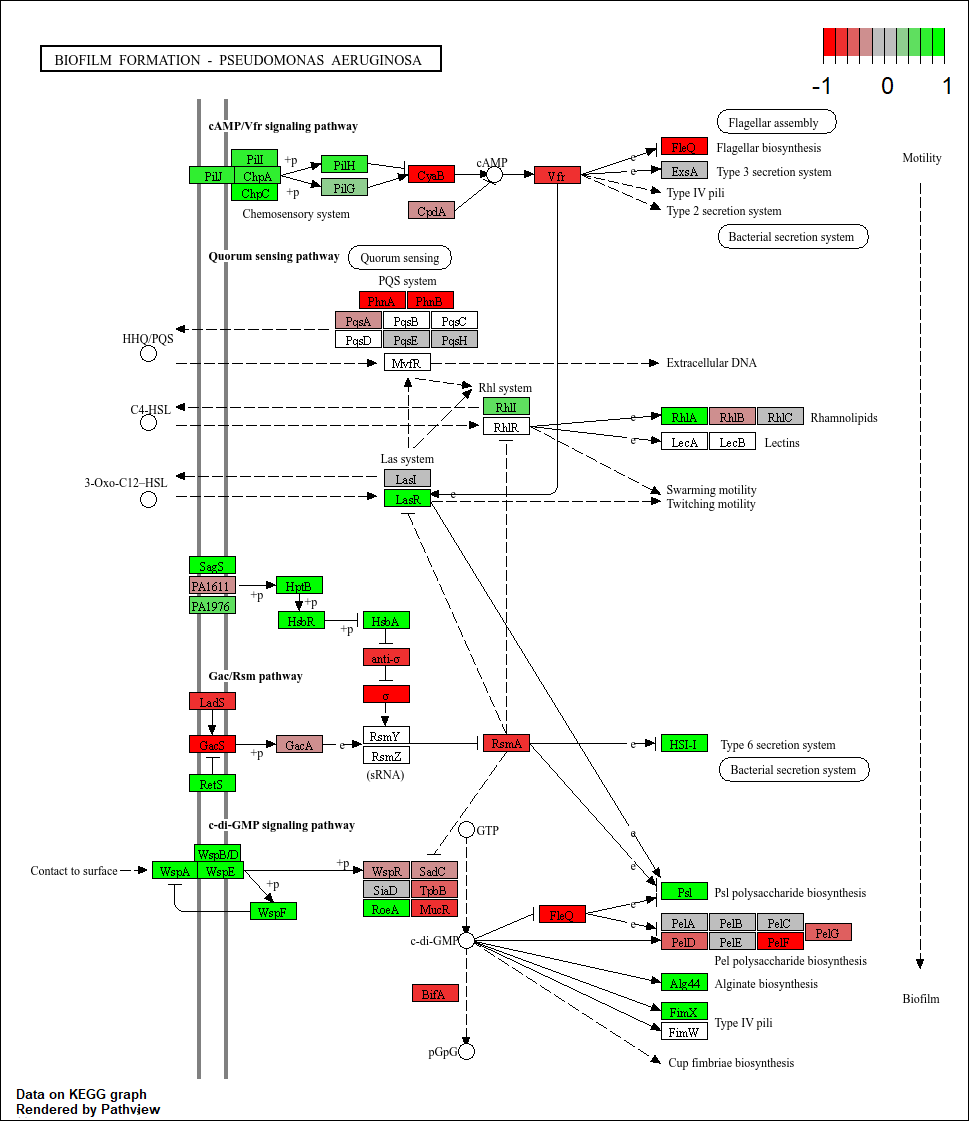 BIOFILM FORMATION - PSEUDOMONAS AERUGINOSA
-1 0 1
cAMP/Vfr signaling pathway
Flagellar assembly
PilI +p PilH cAMP FleQ Flagellar biosynthesis
Motility
PilJ ChpA CyaB Vfr e ExsA Type 3 secretion system
ChpC +p PilG e Type IV pili
Chemosensory system CpdA Type 2 secretion system
Bacterial secretion system
Quorum sensing pathway Quorum sensing
PQS system
PhnA PhnB
PqsA PqsB PqsC
HHQ/PQS PqsD PqsE PqsH
MvfR Extracellular DNA
Rhl system
C4-HSL RhlI e RhlA RhlB RhlC Rhamnolipids
RhlR e LecA LecB Lectins
Las system
3-Oxo-C12-HSL LasI Swarming motility
LasR e Twitching motility
SagS
PA1611 +p HptB
PA1976 +p
HsbR +p HsbA
anti-σ
Gac/Rsm pathway
LadS σ
GacS +p GacA e RsmY RsmA e HSI-I Type 6 secretion system
RsmZ
(sRNA) Bacterial secretion system
RetS
c-di-GMP signaling pathway
GTP e
WspB/D
Contact to surface WspA WspE +p WspR SadC e
+p SiaD TpbB Psl Psl polysaccharide biosynthesis
WspF RoeA MucR FleQ e
e PelA PelB PelC
c-di-GMP PelD PelE PelF PelG
Pel polysaccharide biosynthesis
Alg44 Alginate biosynthesis
BifA Biofilm
FimX
FimW Type IV pili
pGpG Cup fimbriae biosynthesis
Data on KEGG graph
Rendered by Pathview